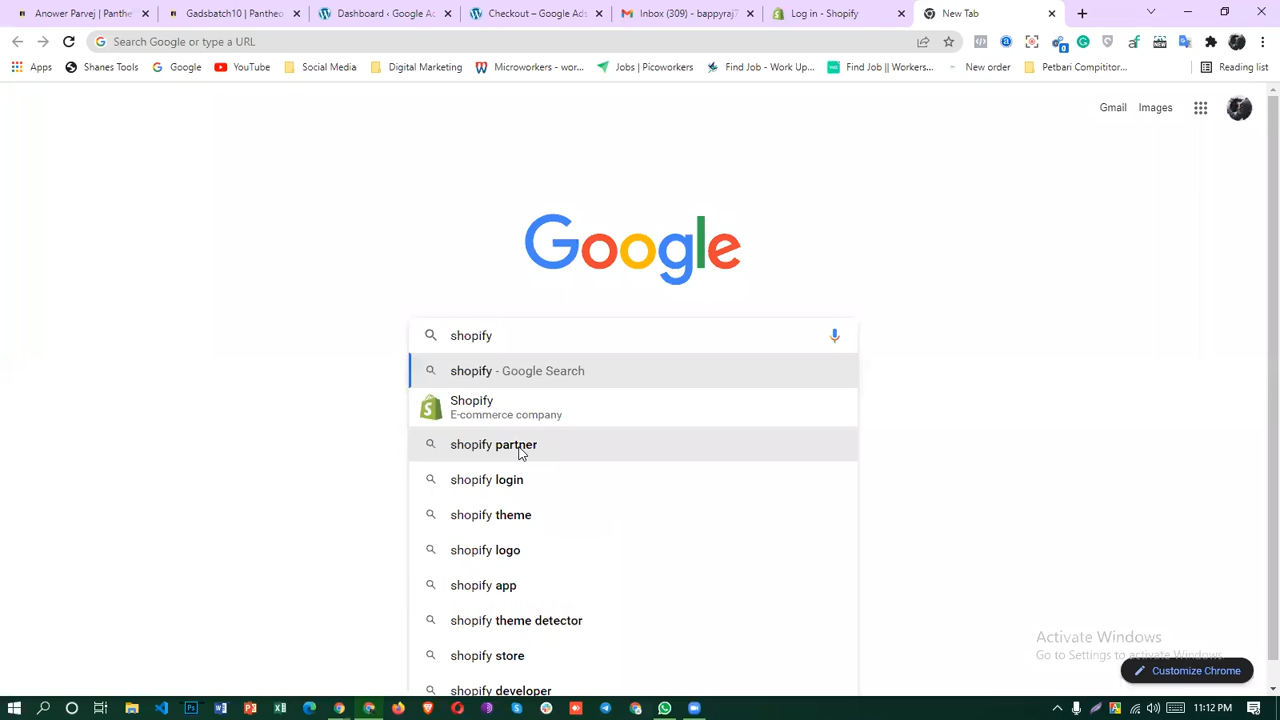 Anower Parvej | Panthe
Gadsbatch10 | Pantheo
Dashboard ‹ Google Ac
Checkout – Google Ads
Inbox (309) - bappyraj7
Log in - Shopify
New Tab
Search Google or type a URL
Apps
Shanes Tools
Google
YouTube
Social Media
Digital Marketing
Microworkers - wor...
Jobs | Picoworkers
Find Job - Work Up...
Find Job || Workers...
New order
Petbari Compititor...
Reading list
Gmail
Images
Google
shopify
shopify - Google Search
Shopify
E-commerce company
shopify partner
shopify login
shopify theme
shopify logo
shopify app
shopify theme detector
shopify store
shopify developer
Activate Windows
Go to Settings to activate Windows.
Customize Chrome
11:12 PM